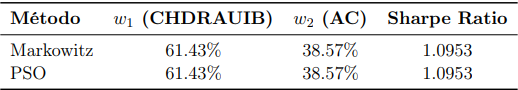 Método w₁ (CHDRAUIB) w₂ (AC) Sharpe Ratio
Markowitz 61.43% 38.57% 1.0953
PSO 61.43% 38.57% 1.0953